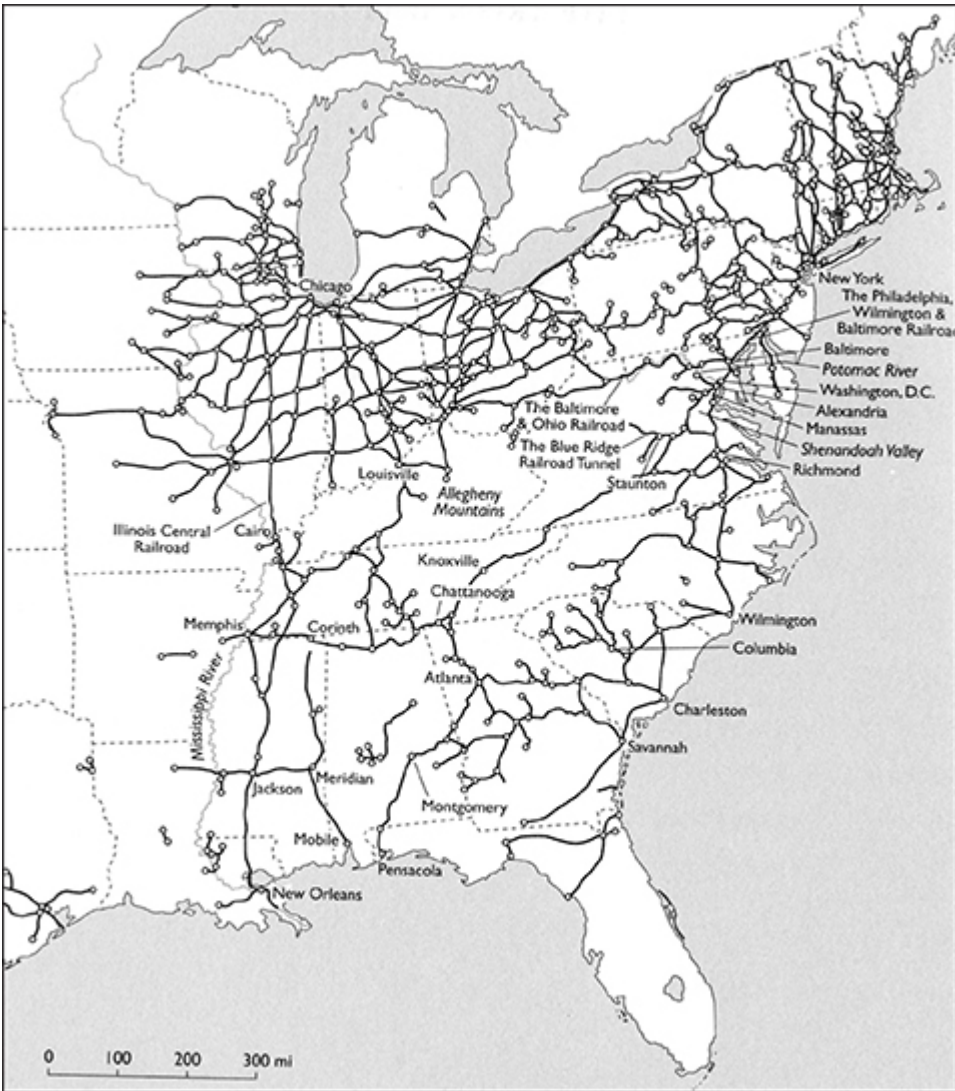 Chicago
New York
The Philadelphia,
Wilmington &
Baltimore Railroad
Baltimore
Potomac River
Washington, D.C.
Alexandria
Manassas
Shenandoah Valley
Richmond
The Baltimore
& Ohio Railroad
The Blue Ridge
Railroad Tunnel
Staunton
Louisville
Allegheny
Mountains
Illinois Central
Railroad
Cairo
Knoxville
Chattanooga
Memphis
Corinth
Wilmington
Columbia
Mississippi River
Atlanta
Charleston
Savannah
Jackson
Meridian
Montgomery
Mobile
Pensacola
New Orleans
0 100 200 300 mi